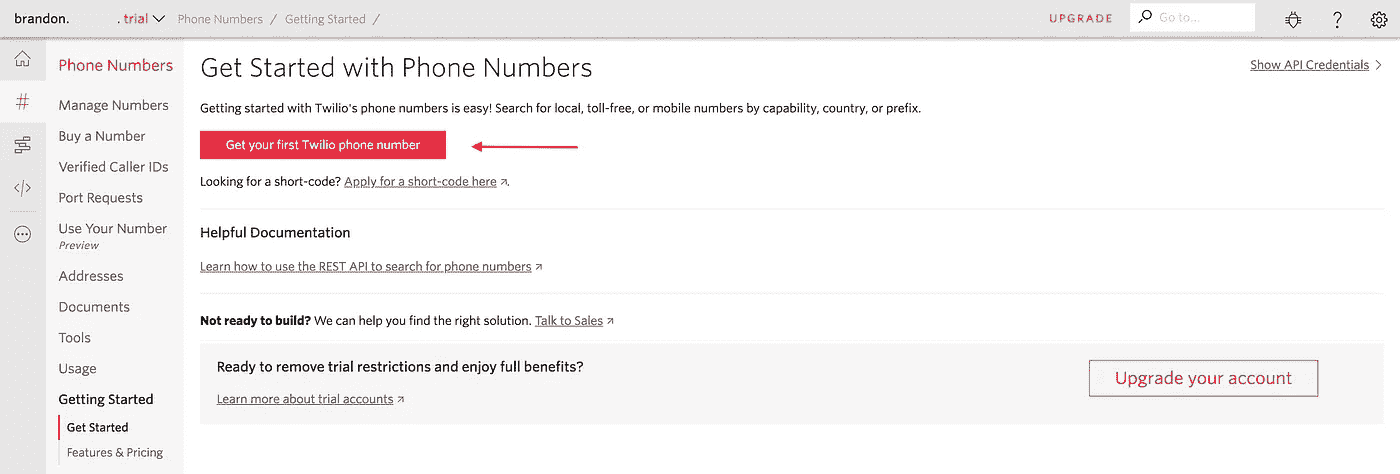 brandon. . trial Phone Numbers / Getting Started / UPGRADE Go to... ?
Phone Numbers
Manage Numbers
Buy a Number
Verified Caller IDs
Port Requests
Use Your Number
Preview
Addresses
Documents
Tools
Usage
Getting Started
Get Started
Features & Pricing
Get Started with Phone Numbers
Show API Credentials
Getting started with Twilio's phone numbers is easy! Search for local, toll-free, or mobile numbers by capability, country, or prefix.
Get your first Twilio phone number
Looking for a short-code? Apply for a short-code here.
Helpful Documentation
Learn how to use the REST API to search for phone numbers
Not ready to build? We can help you find the right solution. Talk to Sales
Ready to remove trial restrictions and enjoy full benefits?
Learn more about trial accounts
Upgrade your account